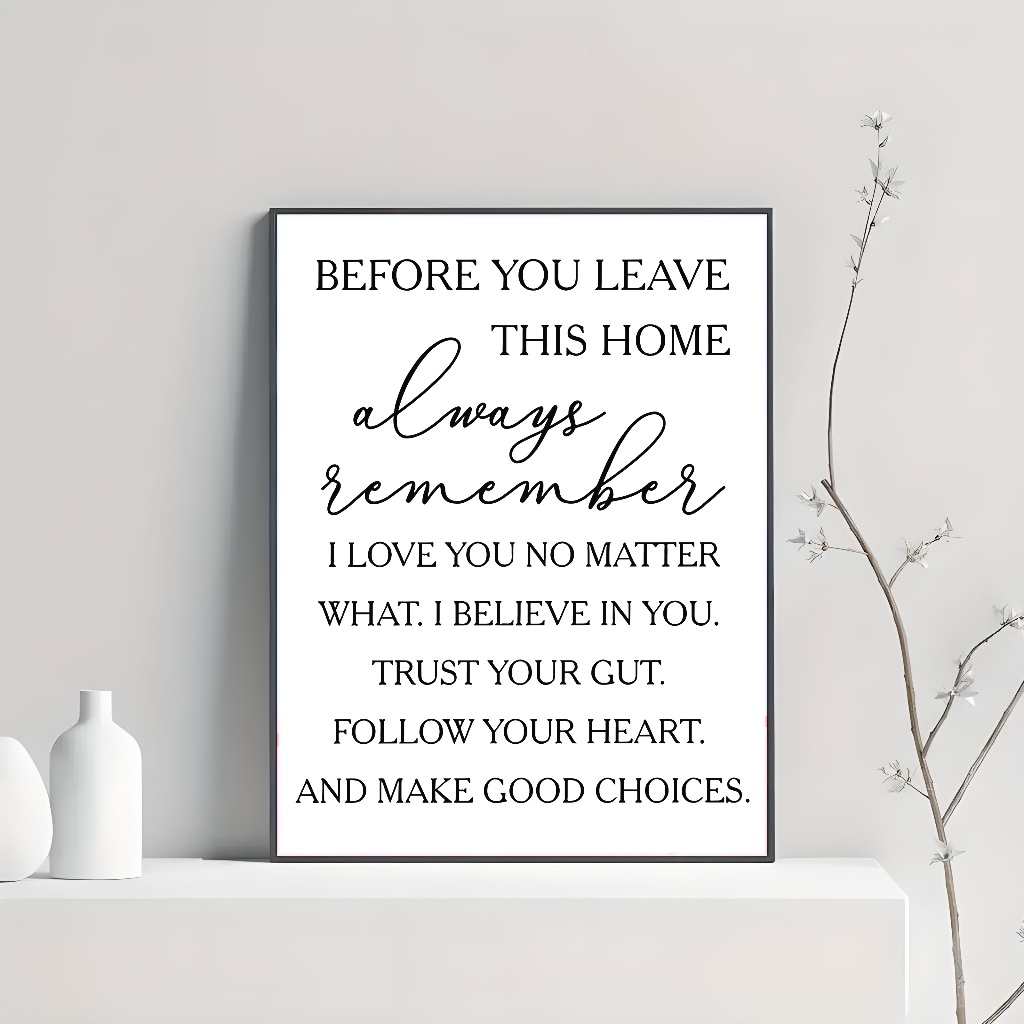 BEFORE YOU LEAVE
THIS HOME
always
remember
I LOVE YOU NO MATTER
WHAT. I BELIEVE IN YOU.
TRUST YOUR GUT.
FOLLOW YOUR HEART.
AND MAKE GOOD CHOICES.